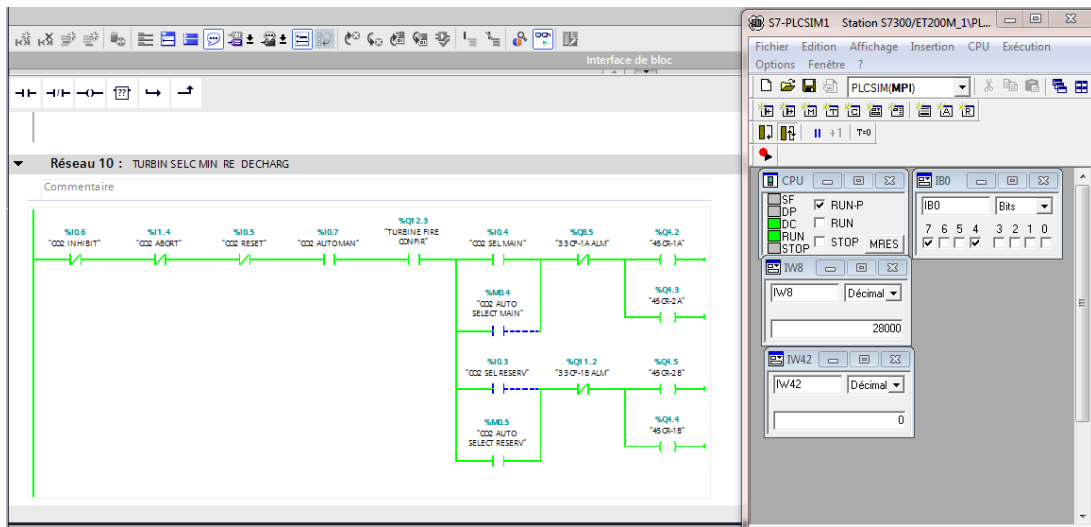 Interface de bloc
Réseau 10 : TURBIN SELC MIN RE DECHARG
Commentaire
%I0.6
"CO2 INHIBIT"
%I1.4
"CO2 ABORT"
%I0.5
"CO2 RESET"
%I0.7
"CO2 AUTOMAN"
%Q12.3
"TURBINE FIRE
CONFIR"
%I0.4
"CO2 SEL MAIN"
%Q8.5
"33CP-1A ALM"
%Q4.2
"45CR-1A"
%M0.4
"CO2 AUTO
SELECT MAIN"
%Q4.3
"45CR-2A"
%I0.3
"CO2 SEL RESERV"
%Q11.2
"33CP-1B ALM"
%Q4.5
"45CR-2B"
%M0.5
"CO2 AUTO
SELECT RESERV"
%Q4.4
"45CR-1B"
S7-PLCSIM1 Station S7300/ET200M_1\PL...
Fichier Edition Affichage Insertion CPU Exécution
Options Fenêtre ?
PLCSIM(MPI)
+1 T=0
CPU
SF
DP
DC
RUN
STOP
RUN-P
RUN
STOP MRES
IB0
IB0 Bits
7 6 5 4 3 2 1 0
IW8
IW8 Décimal
28000
IW42
IW42 Décimal
0